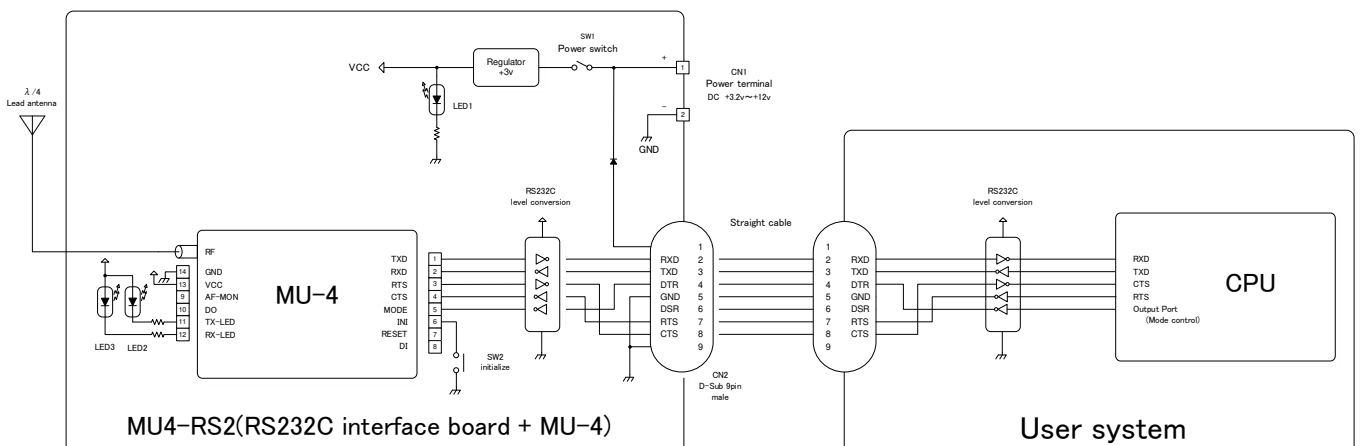 SW1
Power switch
VCC
Regulator
+3v
+
1
CN1
Power terminal
DC +3.2v～+12v
LED1
-
2
GND
λ/4
Lead antenna
RS232C
level conversion
Straight cable
RS232C
level conversion
RF
14 GND
13 VCC
9 AF-MON
10 DO
11 TX-LED
12 RX-LED
LED3 LED2
MU-4
TXD 1
RXD 2
RTS 3
CTS 4
MODE 5
INI 6
RESET 7
DI 8
SW2
initialize
1
RXD 2
TXD 3
DTR 4
GND 5
DSR 6
RTS 7
CTS 8
9
CN2
D-Sub 9pin
male
1
2 RXD
3 TXD
4 DTR
5 GND
6 DSR
7 RTS
8 CTS
9
RXD
TXD
CTS
RTS
Output Port
(Mode control)
CPU
MU4-RS2(RS232C interface board + MU-4)
User system